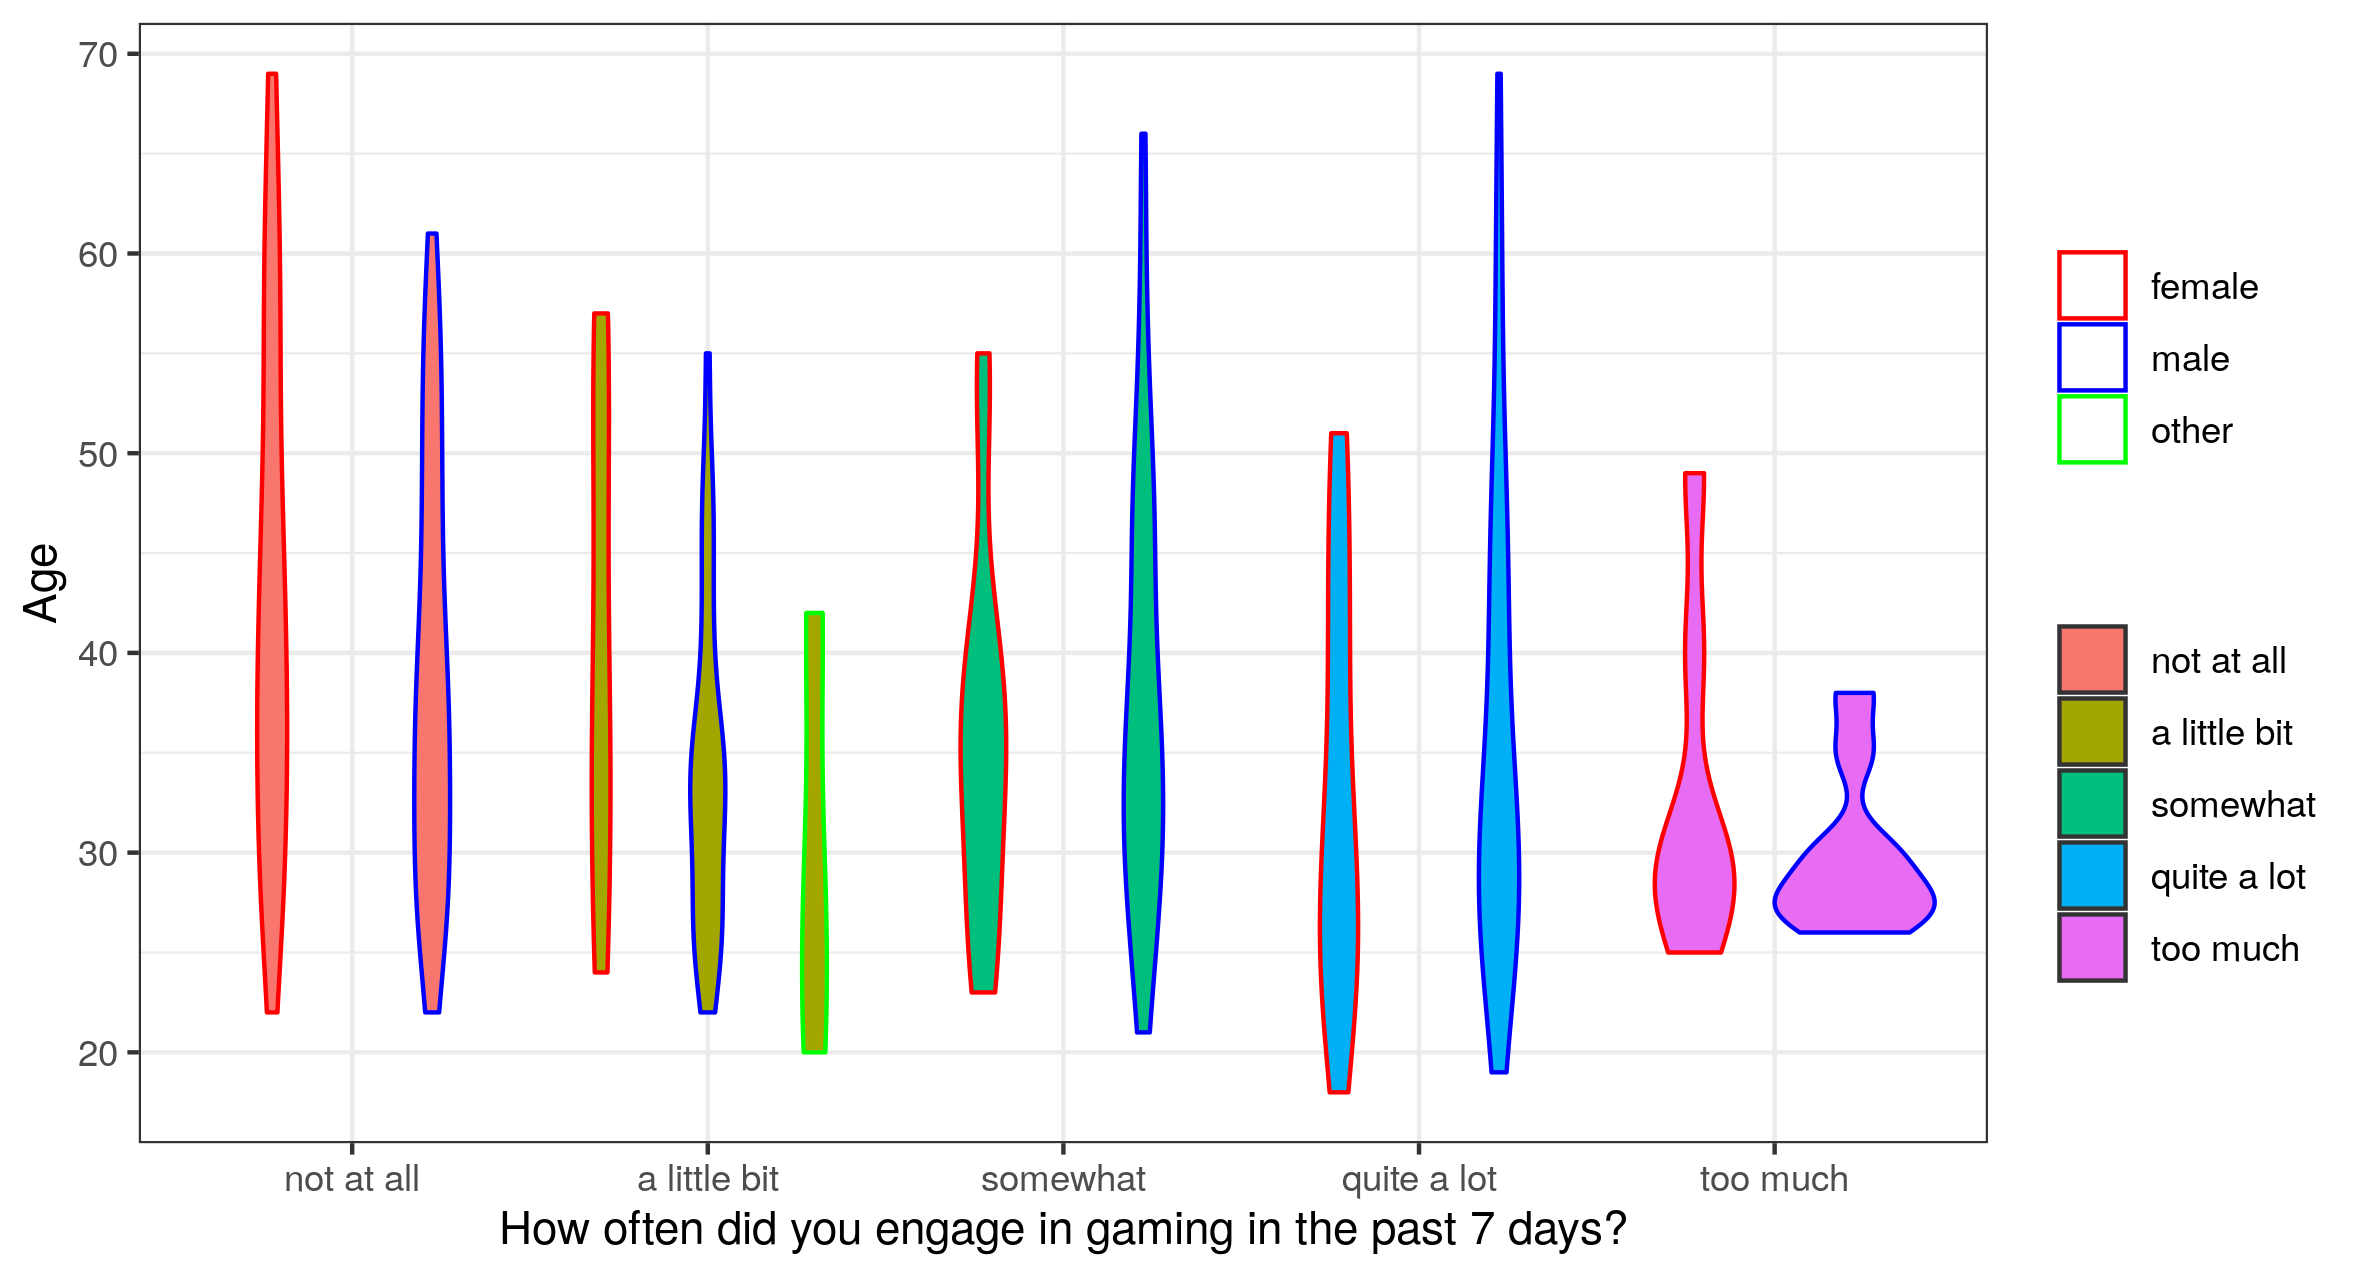 70
60
50
40
30
20
Age
not at all
a little bit
somewhat
quite a lot
too much
How often did you engage in gaming in the past 7 days?
female
male
other
not at all
a little bit
somewhat
quite a lot
too much